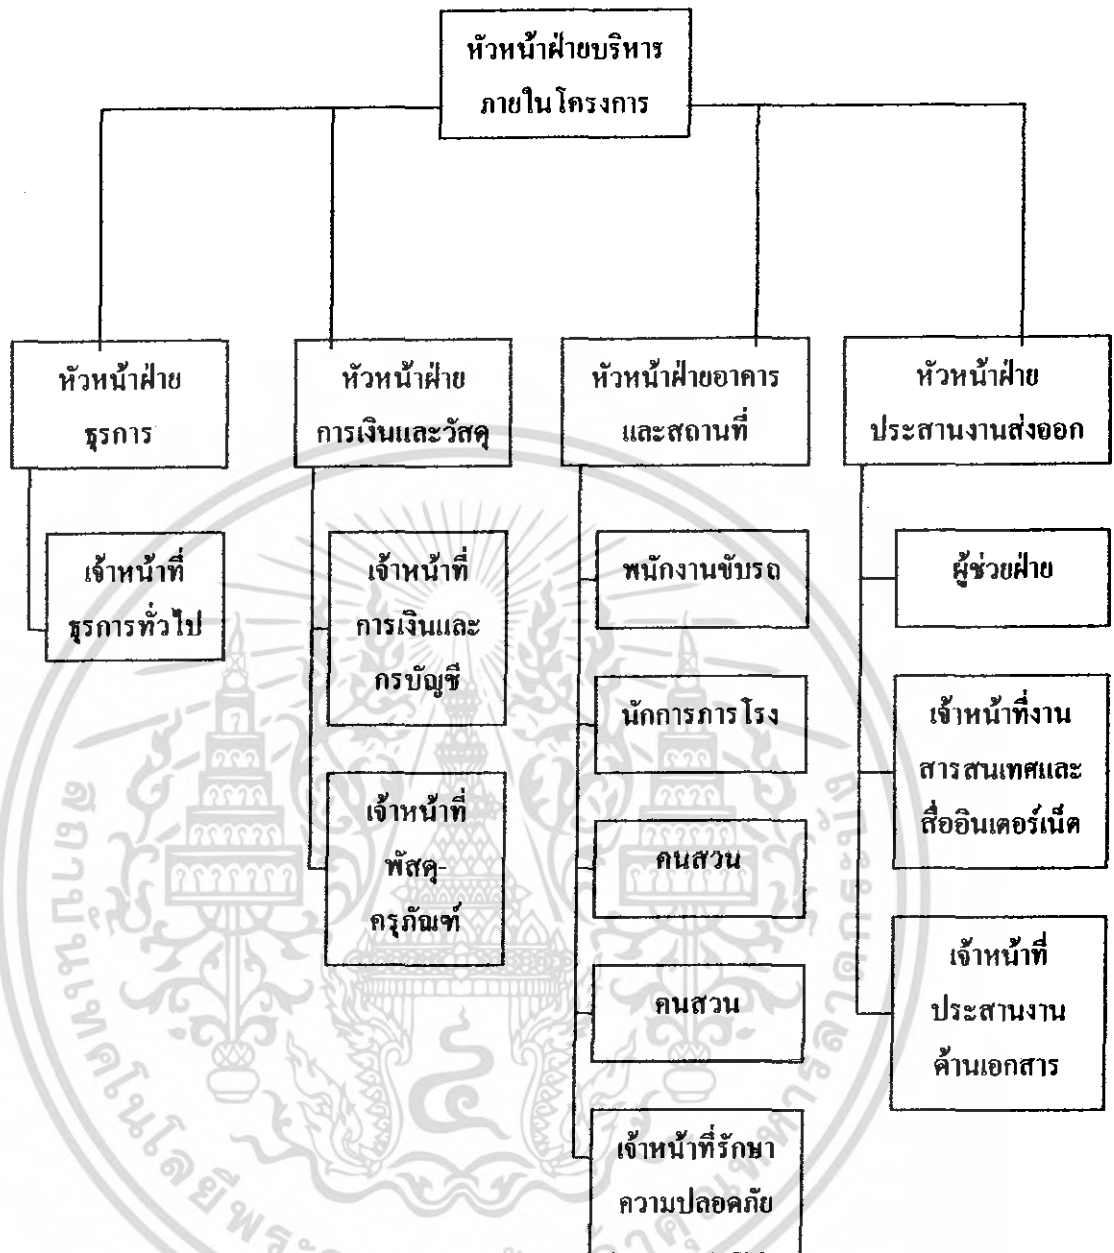 หัวหน้าฝ่ายบริหาร
ภายในโครงการ
หัวหน้าฝ่าย
ธุรการ
หัวหน้าฝ่าย
การเงินและวัสดุ
หัวหน้าฝ่ายอาคาร
และสถานที่
หัวหน้าฝ่าย
ประสานงานส่งออก
เจ้าหน้าที่
ธุรการทั่วไป
เจ้าหน้าที่
การเงินและ
กรบัญชี
เจ้าหน้าที่
พัสดุ-
ครุภัณฑ์
พนักงานขับรถ
นักการภารโรง
คนสวน
คนสวน
เจ้าหน้าที่รักษา
ความปลอดภัย
ผู้ช่วยฝ่าย
เจ้าหน้าที่งาน
สารสนเทศและ
สื่ออินเตอร์เน็ต
เจ้าหน้าที่
ประสานงาน
ด้านเอกสาร